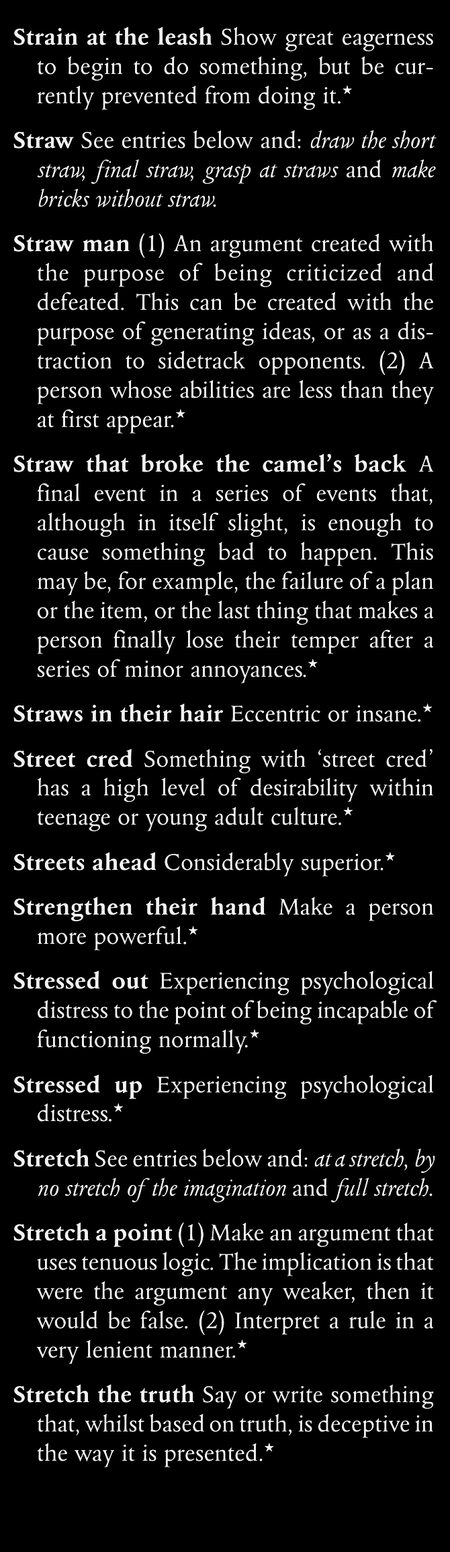 Strain at the leash Show great eagerness
to begin to do something, but be cur-
rently prevented from doing it.★
Straw See entries below and: draw the short
straw, final straw, grasp at straws and make
bricks without straw.
Straw man (1) An argument created with
the purpose of being criticized and
defeated. This can be created with the
purpose of generating ideas, or as a dis-
traction to sidetrack opponents. (2) A
person whose abilities are less than they
at first appear.★
Straw that broke the camel’s back A
final event in a series of events that,
although in itself slight, is enough to
cause something bad to happen. This
may be, for example, the failure of a plan
or the item, or the last thing that makes a
person finally lose their temper after a
series of minor annoyances.★
Straws in their hair Eccentric or insane.★
Street cred Something with ‘street cred’
has a high level of desirability within
teenage or young adult culture.★
Streets ahead Considerably superior.★
Strengthen their hand Make a person
more powerful.★
Stressed out Experiencing psychological
distress to the point of being incapable of
functioning normally.★
Stressed up Experiencing psychological
distress.★
Stretch See entries below and: at a stretch, by
no stretch of the imagination and full stretch.
Stretch a point (1) Make an argument that
uses tenuous logic. The implication is that
were the argument any weaker, then it
would be false. (2) Interpret a rule in a
very lenient manner.★
Stretch the truth Say or write something
that, whilst based on truth, is deceptive in
the way it is presented.★